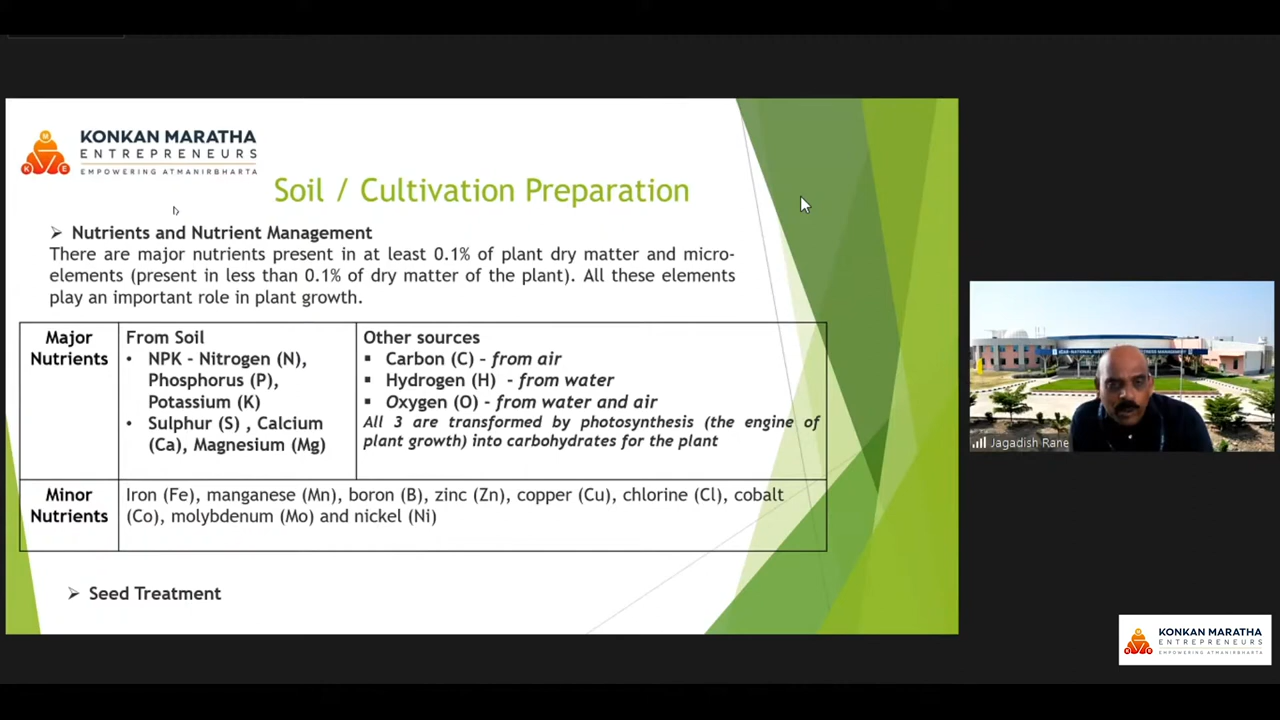 KONKAN MARATHA
ENTREPRENEURS
EMPOWERING ATMANIRBHARTA
Soil / Cultivation Preparation
Nutrients and Nutrient Management
There are major nutrients present in at least 0.1% of plant dry matter and micro-
elements (present in less than 0.1% of dry matter of the plant). All these elements
play an important role in plant growth.
Major
Nutrients
From Soil
• NPK - Nitrogen (N),
Phosphorus (P),
Potassium (K)
• Sulphur (S) , Calcium
(Ca), Magnesium (Mg)
Other sources
▪ Carbon (C) – from air
▪ Hydrogen (H) - from water
▪ Oxygen (O) – from water and air
All 3 are transformed by photosynthesis (the engine of
plant growth) into carbohydrates for the plant
Minor
Nutrients
Iron (Fe), manganese (Mn), boron (B), zinc (Zn), copper (Cu), chlorine (Cl), cobalt
(Co), molybdenum (Mo) and nickel (Ni)
Seed Treatment
Jagadish Rane
KONKAN MARATHA
ENTREPRENEURS
EMPOWERING ATMANIRBHARTA